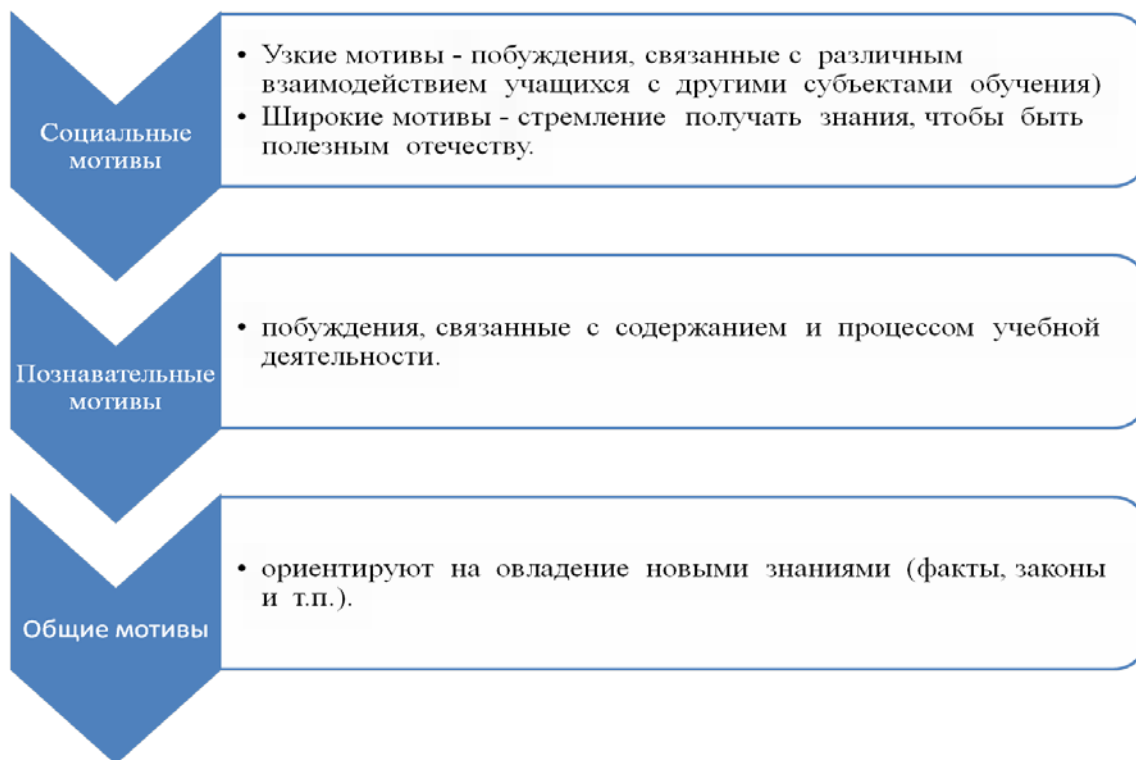 Социальные
мотивы
• Узкие мотивы - побуждения, связанные с различным
взаимодействием учащихся с другими субъектами обучения)
• Широкие мотивы - стремление получать знания, чтобы быть
полезным отечеству.
Познавательные
мотивы
• побуждения, связанные с содержанием и процессом учебной
деятельности.
Общие мотивы
• ориентируют на овладение новыми знаниями (факты, законы
и т.п.).